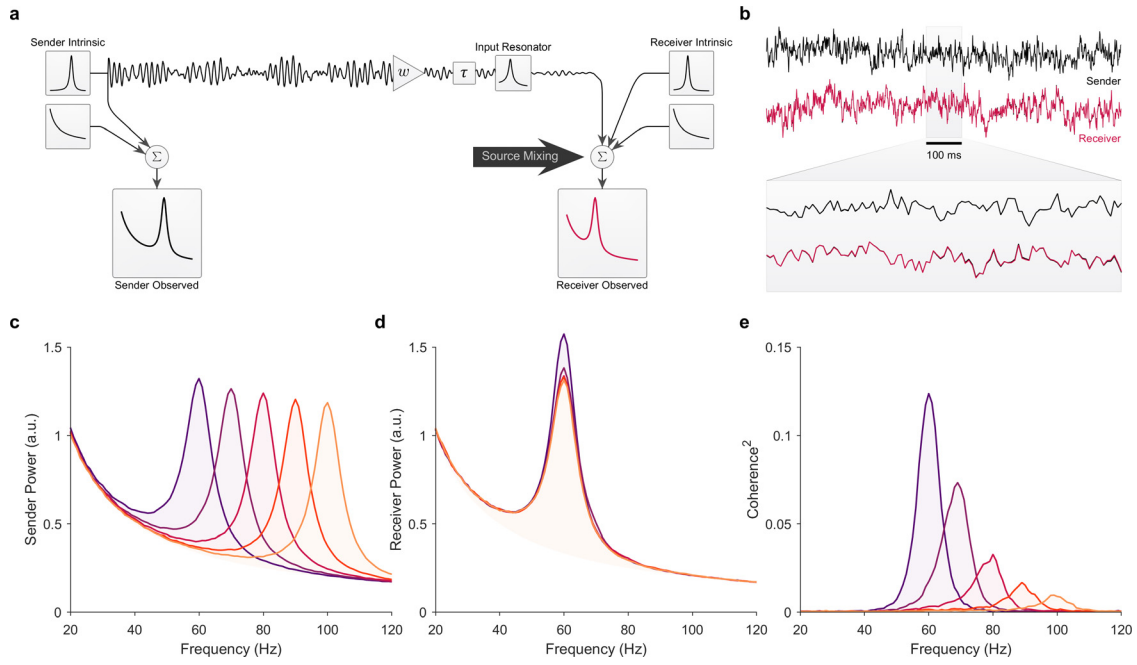 a
Sender Intrinsic
w
τ
Input Resonator
Receiver Intrinsic
Σ
Source Mixing
Σ
Sender Observed
Receiver Observed
b
Sender
Receiver
100 ms
c
1.5
1
0.5
0
20 40 60 80 100 120
Sender Power (a.u.)
Frequency (Hz)
d
1.5
1
0.5
0
20 40 60 80 100 120
Receiver Power (a.u.)
Frequency (Hz)
e
0.15
0.1
0.05
0
20 40 60 80 100 120
Coherence²
Frequency (Hz)